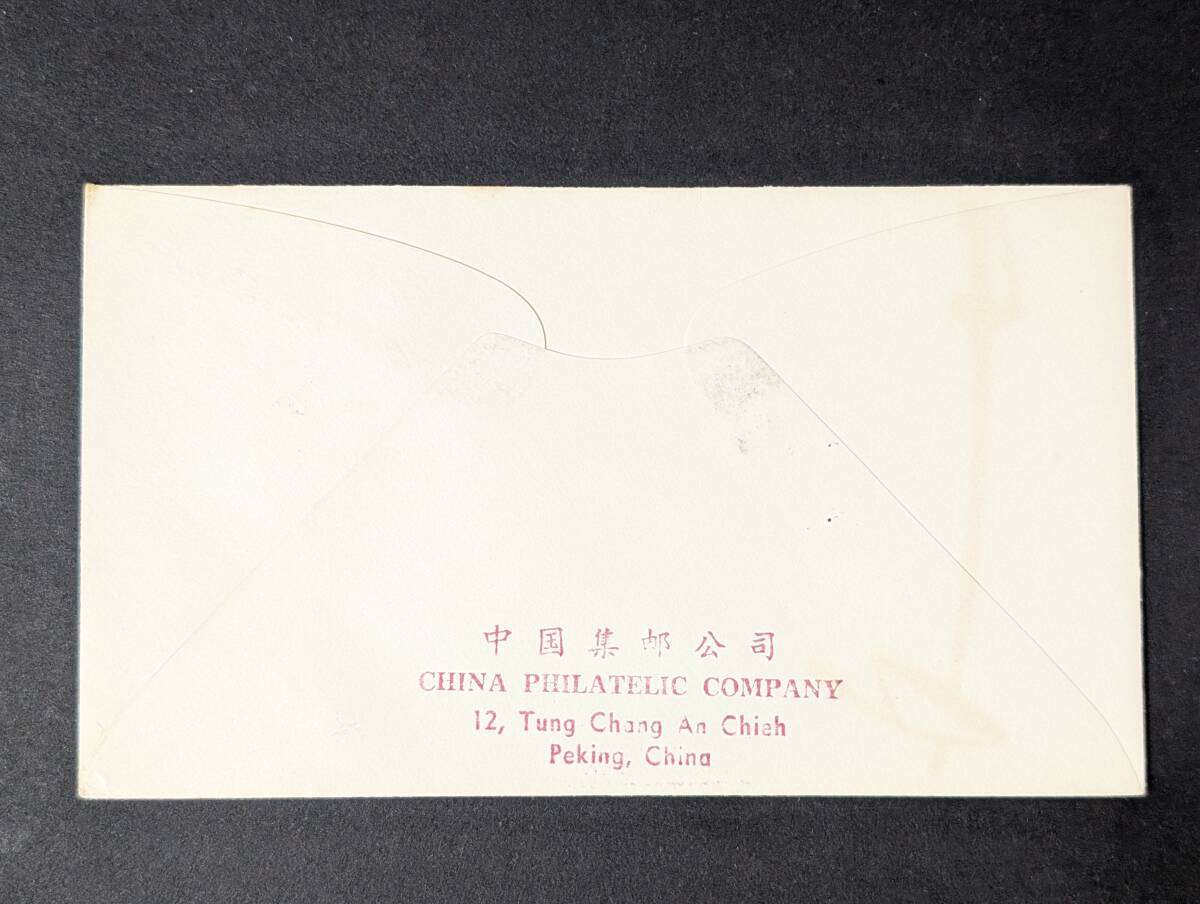 中国集邮公司
CHINA PHILATELIC COMPANY
12, Tung Chang An Chieh
Peking, China